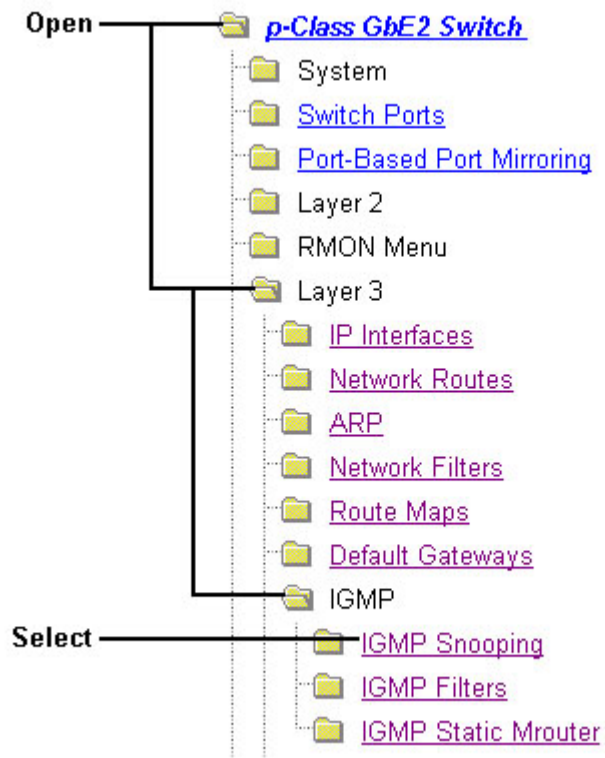 Open p-Class GbE2 Switch
System
Switch Ports
Port-Based Port Mirroring
Layer 2
RMON Menu
Layer 3
IP Interfaces
Network Routes
ARP
Network Filters
Route Maps
Default Gateways
IGMP
Select IGMP Snooping
IGMP Filters
IGMP Static Mrouter